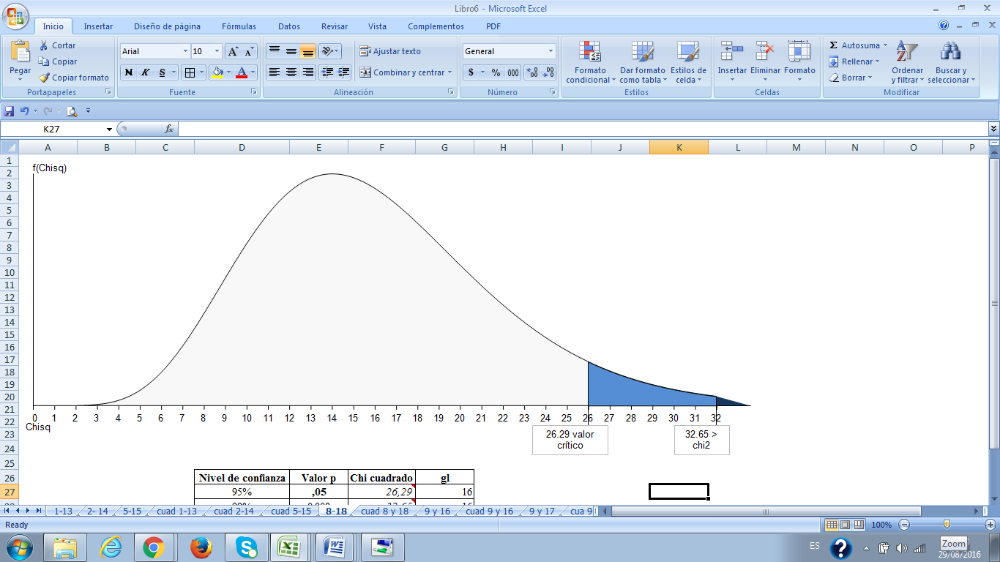 Libro6 - Microsoft Excel
Inicio Insertar Diseño de página Fórmulas Datos Revisar Vista Complementos PDF
Pegar
Cortar
Copiar
Copiar formato
Portapapeles
Arial 10
N K S
Fuente
Ajustar texto
Combinar y centrar
Alineación
General
$ % 000
Número
Formato condicional
Dar formato como tabla
Estilos de celda
Estilos
Insertar Eliminar Formato
Celdas
Autosuma
Rellenar
Borrar
Ordenar y filtrar
Buscar y seleccionar
Modificar
K27 fx
A B C D E F G H I J K L M N O P
1
2
3
4
5
6
7
8
9
10
11
12
13
14
15
16
17
18
19
20
21
22
23
24
25
26
27
f(Chisq)
0 1 2 3 4 5 6 7 8 9 10 11 12 13 14 15 16 17 18 19 20 21 22 23 24 25 26 27 28 29 30 31 32
Chisq
26.29 valor
crítico
32.65 >
chi2
Nivel de confianza Valor p Chi cuadrado gl
95% ,05 26,29 16
1-13 2- 14 5-15 cuad 1-13 cuad 2-14 cuad 5-15 8-18 cuad 8 y 18 9 y 16 cuad 9 y 16 9 y 17 cua 9
Ready 100%
ES Zoom
29/08/2016